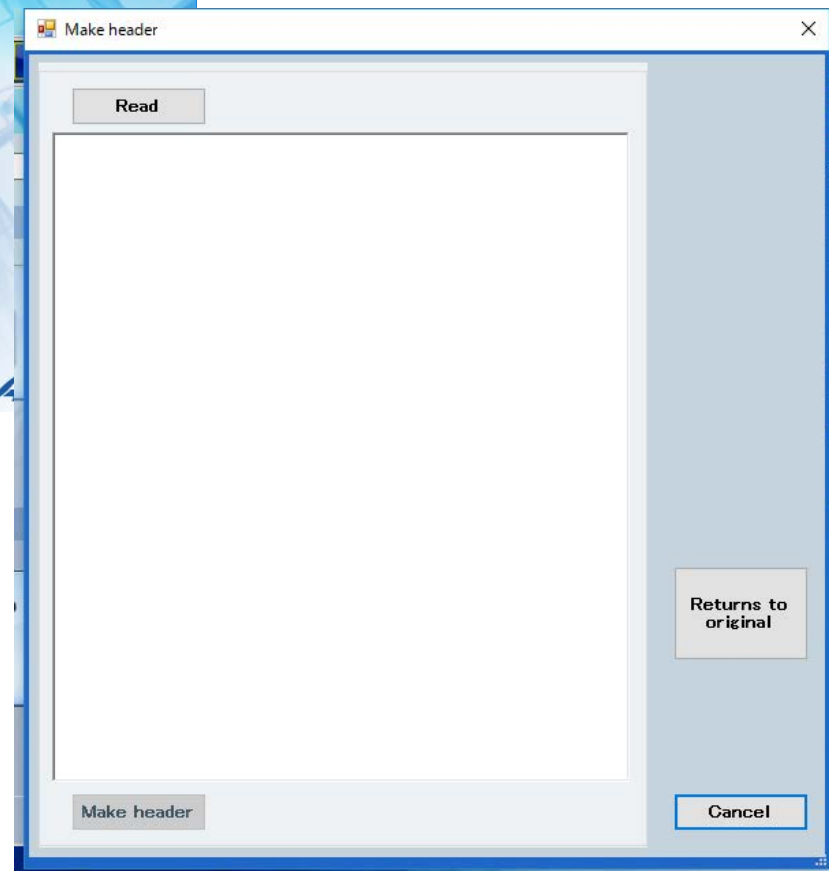 Make header
Read
Returns to
original
Make header
Cancel